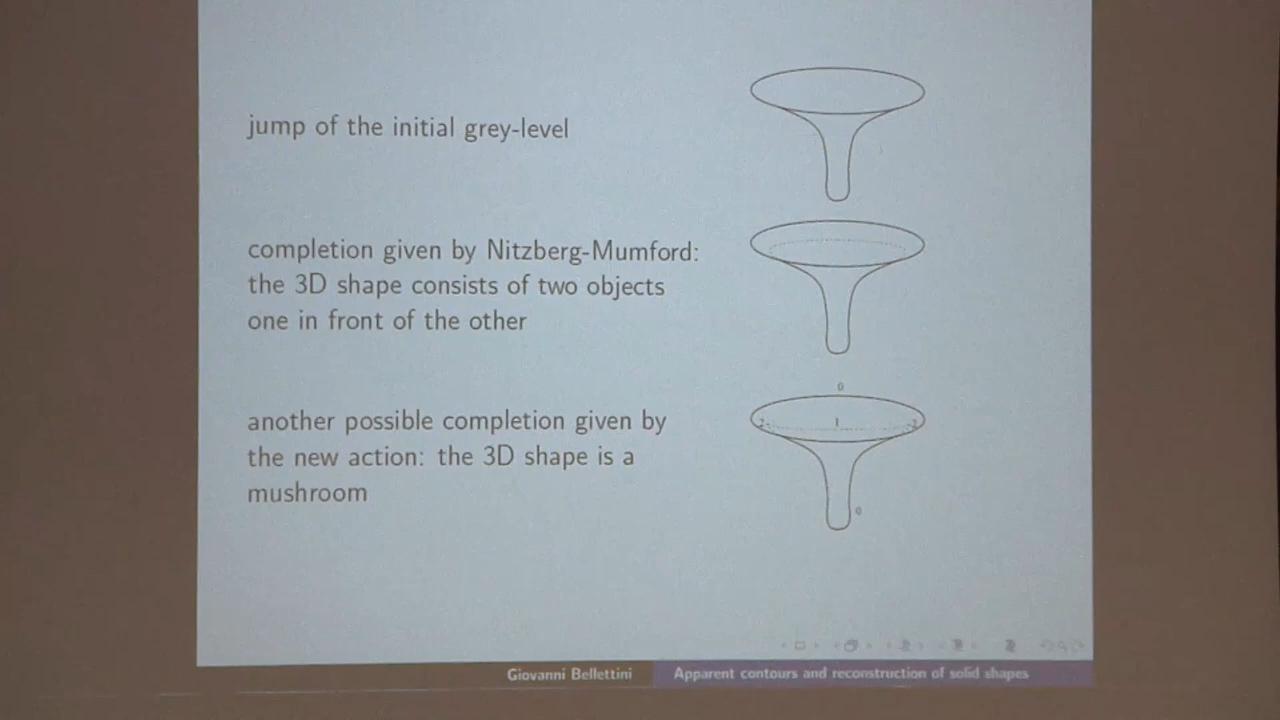 jump of the initial grey-level
completion given by Nitzberg-Mumford:
the 3D shape consists of two objects
one in front of the other
0
another possible completion given by
the new action: the 3D shape is a
mushroom
1
0
Giovanni Bellettini
Apparent contours and reconstruction of solid shapes